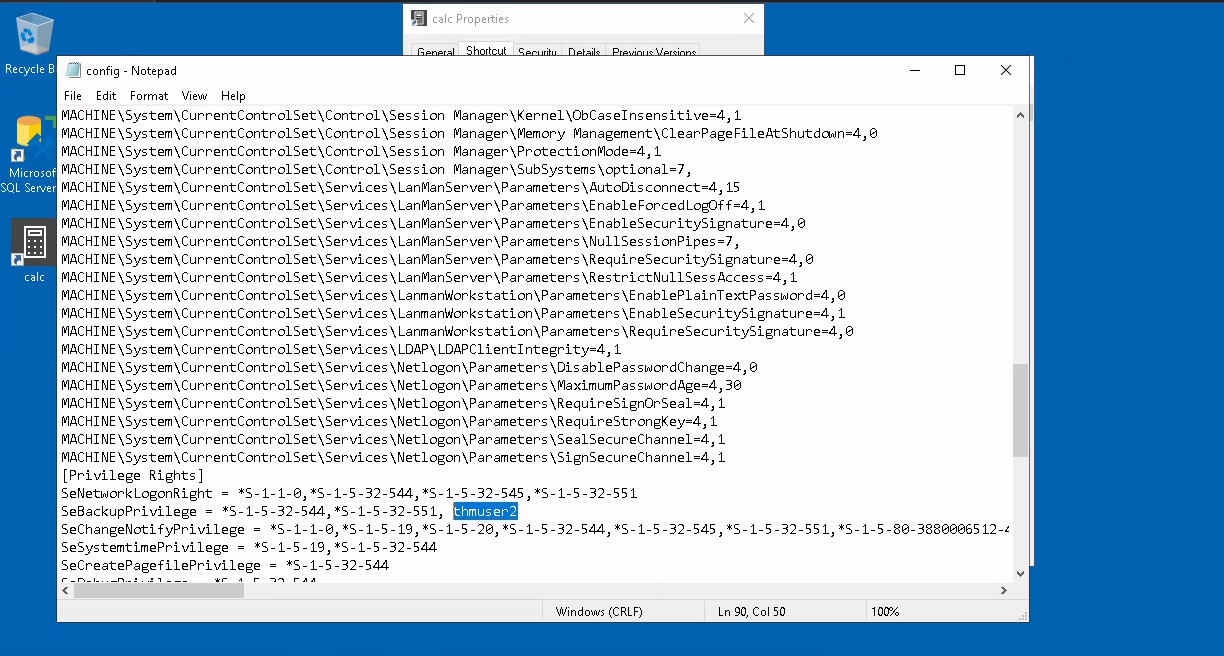 calc Properties
General Shortcut Security Details Previous Versions
Recycle B
config - Notepad
File Edit Format View Help
MACHINE\System\CurrentControlSet\Control\Session Manager\Kernel\ObCaseInsensitive=4,1
MACHINE\System\CurrentControlSet\Control\Session Manager\Memory Management\ClearPageFileAtShutdown=4,0
MACHINE\System\CurrentControlSet\Control\Session Manager\ProtectionMode=4,1
MACHINE\System\CurrentControlSet\Control\Session Manager\SubSystems\optional=7,
MACHINE\System\CurrentControlSet\Services\LanManServer\Parameters\AutoDisconnect=4,15
MACHINE\System\CurrentControlSet\Services\LanManServer\Parameters\EnableForcedLogOff=4,1
MACHINE\System\CurrentControlSet\Services\LanManServer\Parameters\EnableSecuritySignature=4,0
MACHINE\System\CurrentControlSet\Services\LanManServer\Parameters\NullSessionPipes=7,
MACHINE\System\CurrentControlSet\Services\LanManServer\Parameters\RequireSecuritySignature=4,0
MACHINE\System\CurrentControlSet\Services\LanManServer\Parameters\RestrictNullSessAccess=4,1
MACHINE\System\CurrentControlSet\Services\LanmanWorkstation\Parameters\EnablePlainTextPassword=4,0
MACHINE\System\CurrentControlSet\Services\LanmanWorkstation\Parameters\EnableSecuritySignature=4,1
MACHINE\System\CurrentControlSet\Services\LanmanWorkstation\Parameters\RequireSecuritySignature=4,0
MACHINE\System\CurrentControlSet\Services\LDAP\LDAPClientIntegrity=4,1
MACHINE\System\CurrentControlSet\Services\Netlogon\Parameters\DisablePasswordChange=4,0
MACHINE\System\CurrentControlSet\Services\Netlogon\Parameters\MaximumPasswordAge=4,30
MACHINE\System\CurrentControlSet\Services\Netlogon\Parameters\RequireSignOrSeal=4,1
MACHINE\System\CurrentControlSet\Services\Netlogon\Parameters\RequireStrongKey=4,1
MACHINE\System\CurrentControlSet\Services\Netlogon\Parameters\SealSecureChannel=4,1
MACHINE\System\CurrentControlSet\Services\Netlogon\Parameters\SignSecureChannel=4,1
[Privilege Rights]
SeNetworkLogonRight = *S-1-1-0,*S-1-5-32-544,*S-1-5-32-545,*S-1-5-32-551
SeBackupPrivilege = *S-1-5-32-544,*S-1-5-32-551, thmuser2
SeChangeNotifyPrivilege = *S-1-1-0,*S-1-5-19,*S-1-5-20,*S-1-5-32-544,*S-1-5-32-545,*S-1-5-32-551,*S-1-5-80-3880006512-4
SeSystemtimePrivilege = *S-1-5-19,*S-1-5-32-544
SeCreatePagefilePrivilege = *S-1-5-32-544
SeDebugPrivilege = *S-1-5-32-544
Windows (CRLF) Ln 90, Col 50 100%
Microsof
SQL Server
calc